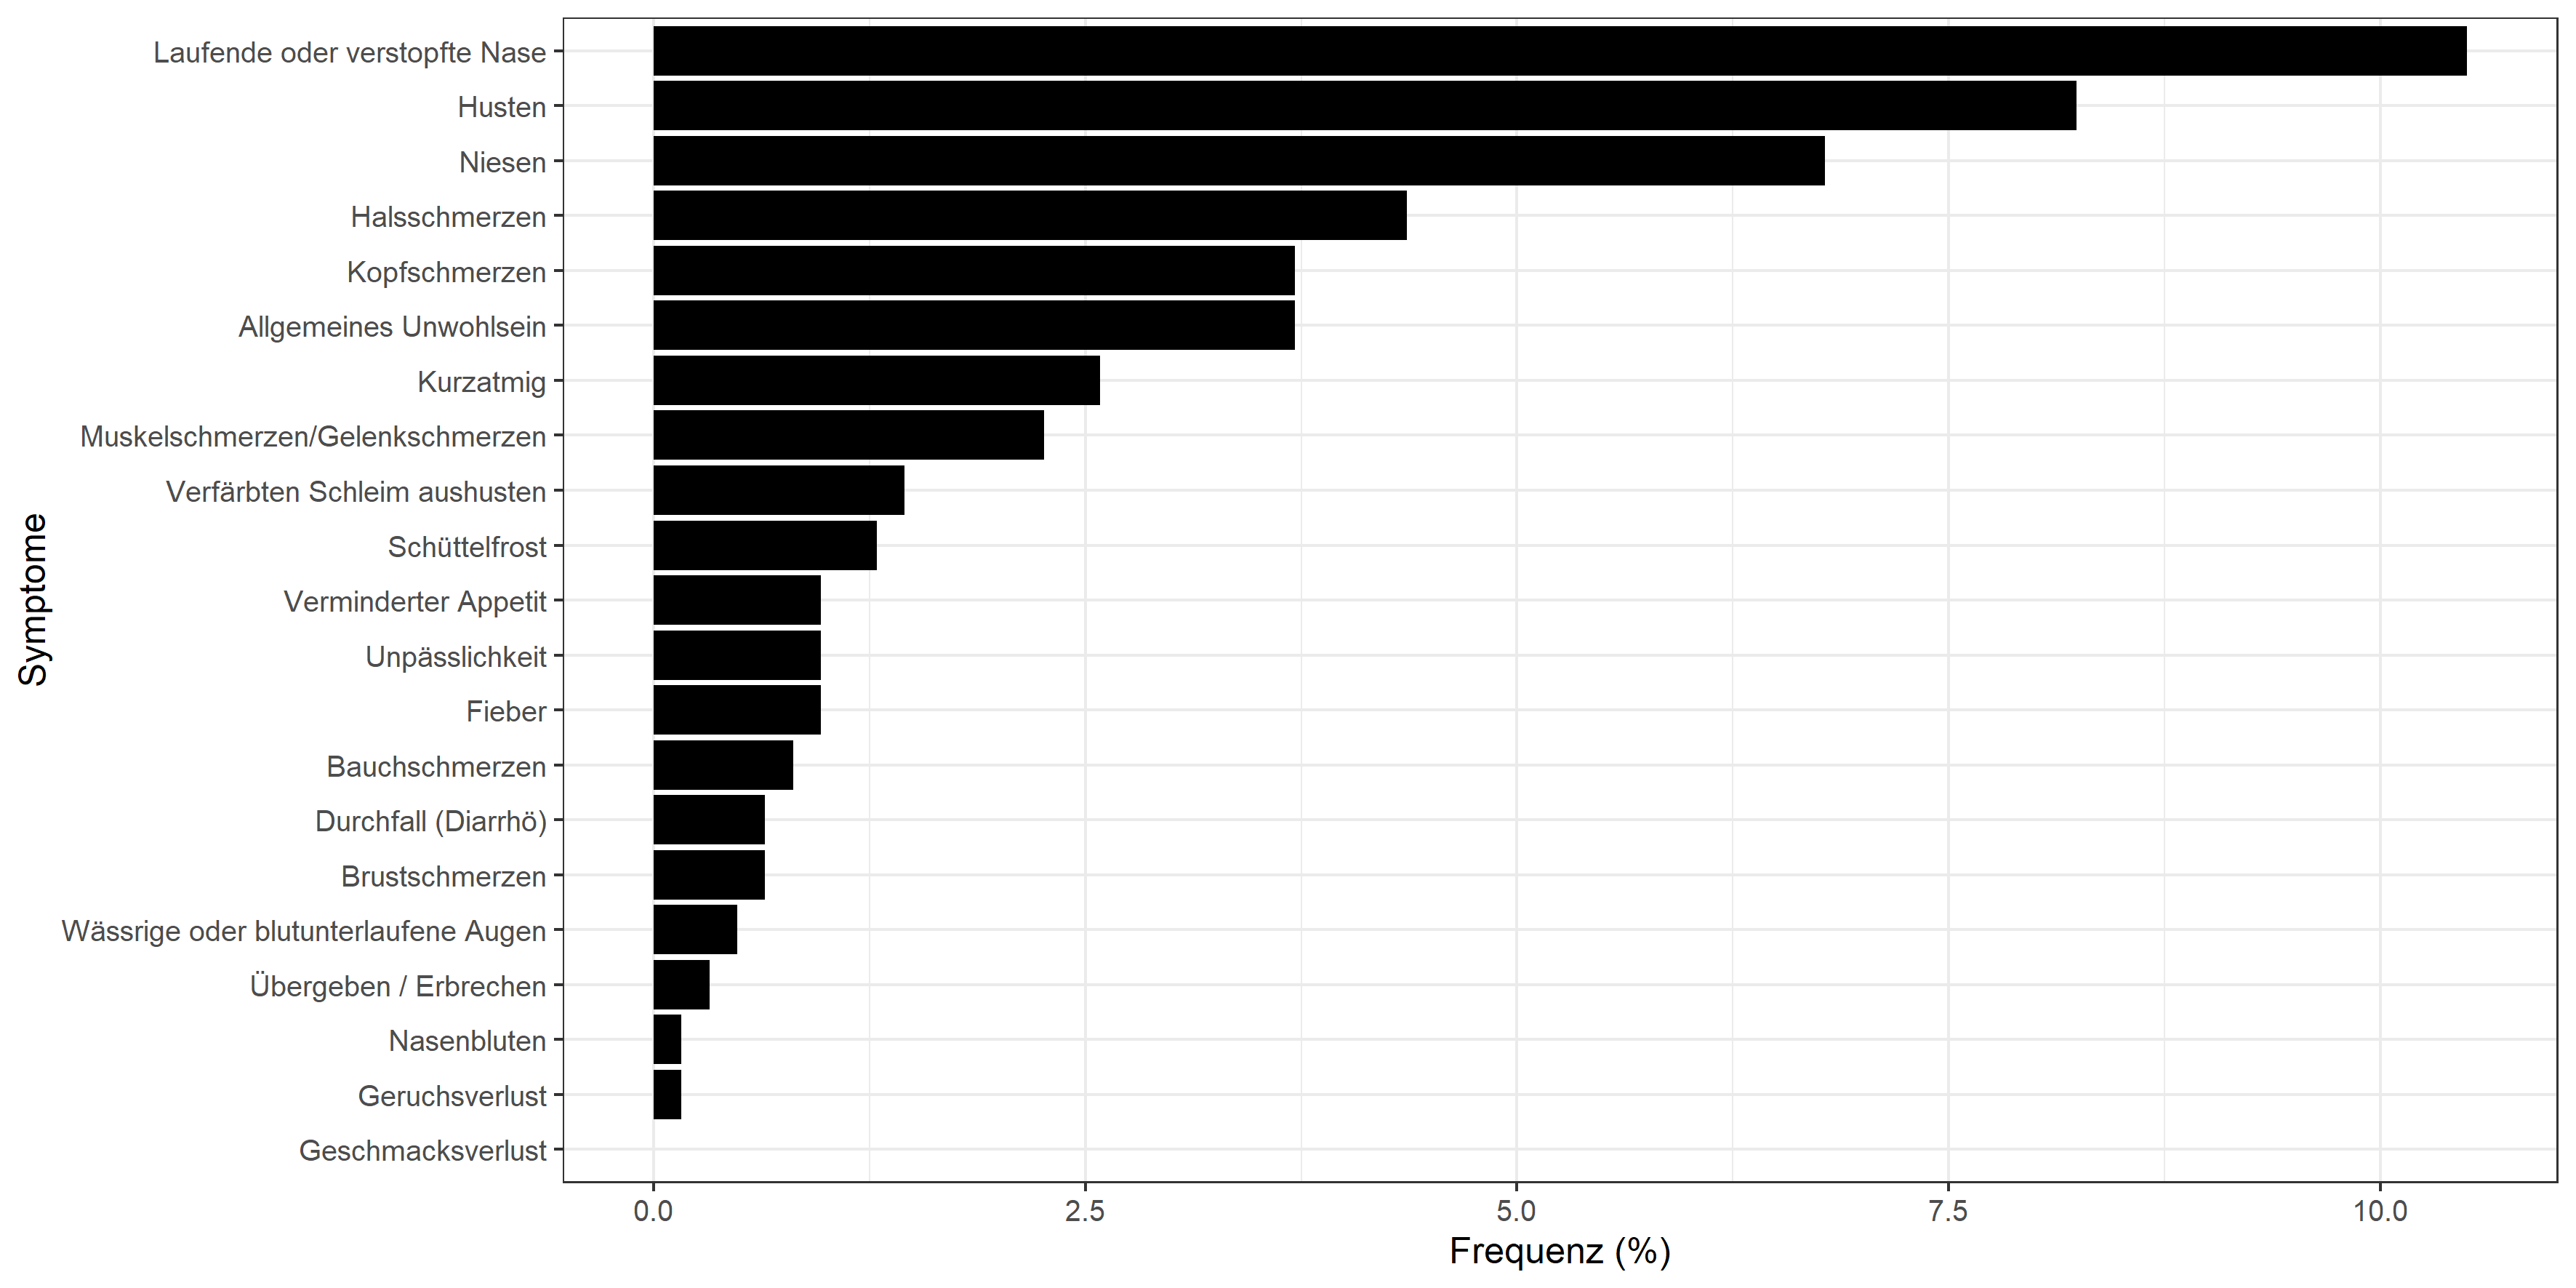 Laufende oder verstopfte Nase
Husten
Niesen
Halsschmerzen
Kopfschmerzen
Allgemeines Unwohlsein
Kurzatmig
Muskelschmerzen/Gelenkschmerzen
Verfärbten Schleim aushusten
Schüttelfrost
Verminderter Appetit
Unpässlichkeit
Fieber
Bauchschmerzen
Durchfall (Diarrhö)
Brustschmerzen
Wässrige oder blutunterlaufene Augen
Übergeben / Erbrechen
Nasenbluten
Geruchsverlust
Geschmacksverlust
Symptome
0.0 2.5 5.0 7.5 10.0
Frequenz (%)